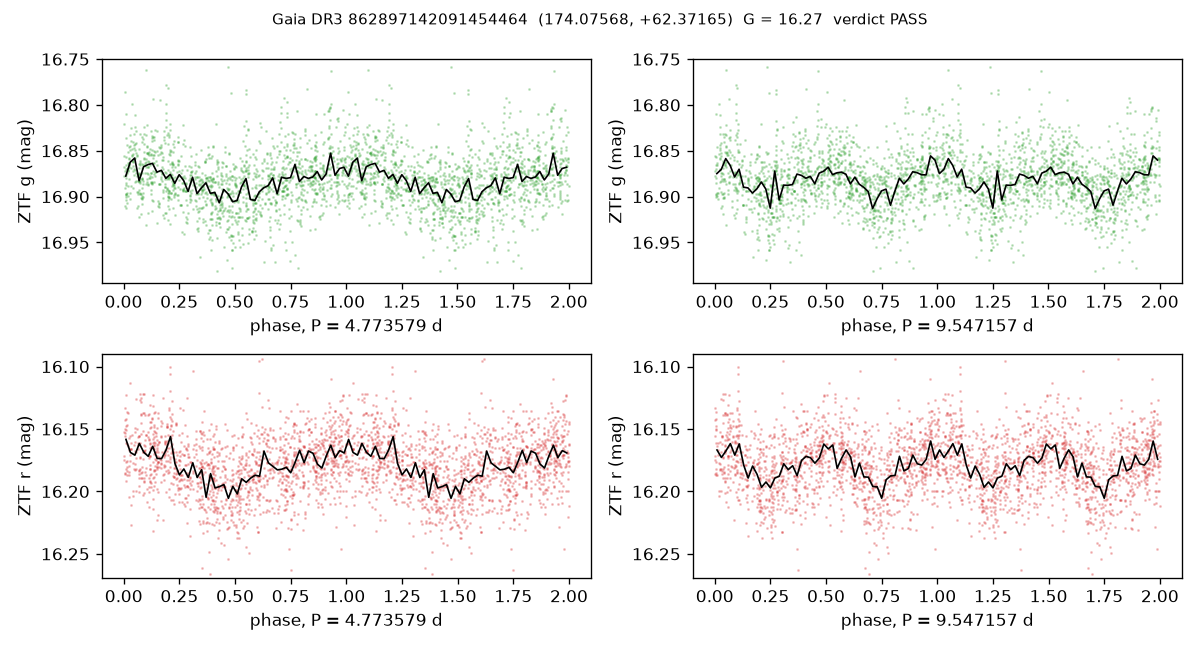 Gaia DR3 862897142091454464 (174.07568, +62.37165) G = 16.27 verdict PASS
16.75
16.80
16.85
16.90
16.95
ZTF g (mag)
0.00 0.25 0.50 0.75 1.00 1.25 1.50 1.75 2.00
phase, P = 4.773579 d
16.75
16.80
16.85
16.90
16.95
ZTF g (mag)
0.00 0.25 0.50 0.75 1.00 1.25 1.50 1.75 2.00
phase, P = 9.547157 d
16.10
16.15
16.20
16.25
ZTF r (mag)
0.00 0.25 0.50 0.75 1.00 1.25 1.50 1.75 2.00
phase, P = 4.773579 d
16.10
16.15
16.20
16.25
ZTF r (mag)
0.00 0.25 0.50 0.75 1.00 1.25 1.50 1.75 2.00
phase, P = 9.547157 d